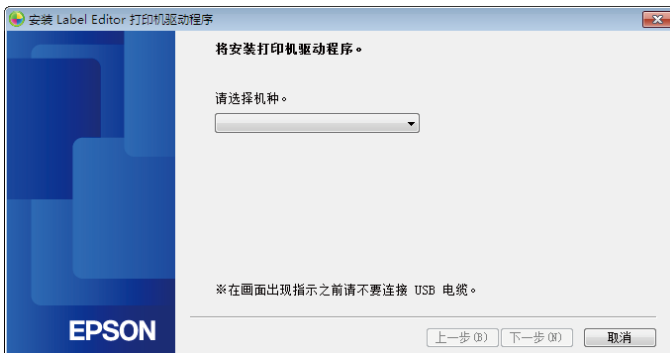 安装 Label Editor 打印机驱动程序
将安装打印机驱动程序。
请选择机种。
※在画面出现指示之前请不要连接 USB 电缆。
EPSON
上一步(B) 下一步(N) 取消